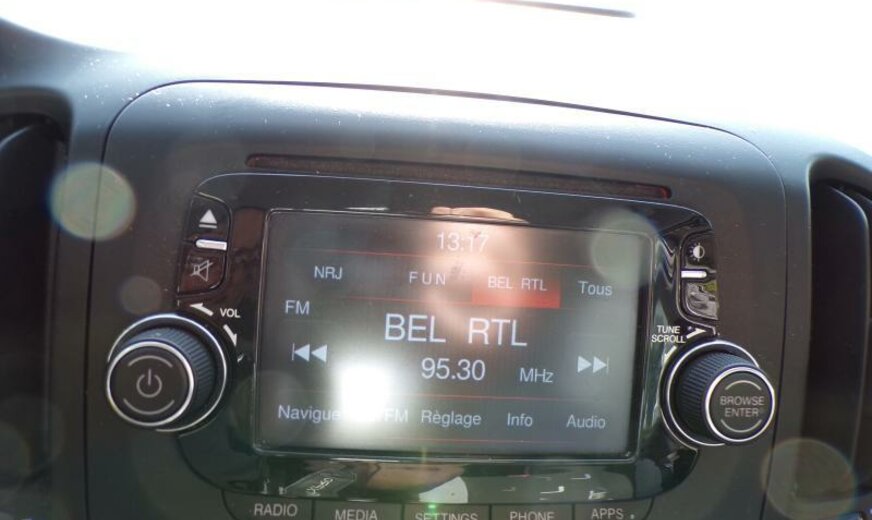 13.17
NRJ FUN BEL RTL Tous
FM
BEL RTL
95.30 MHz
Navigue FM Règlage Info Audio
VOL
TUNE
SCROLL
BROWSE
ENTER
RADIO MEDIA SETTINGS PHONE APPS